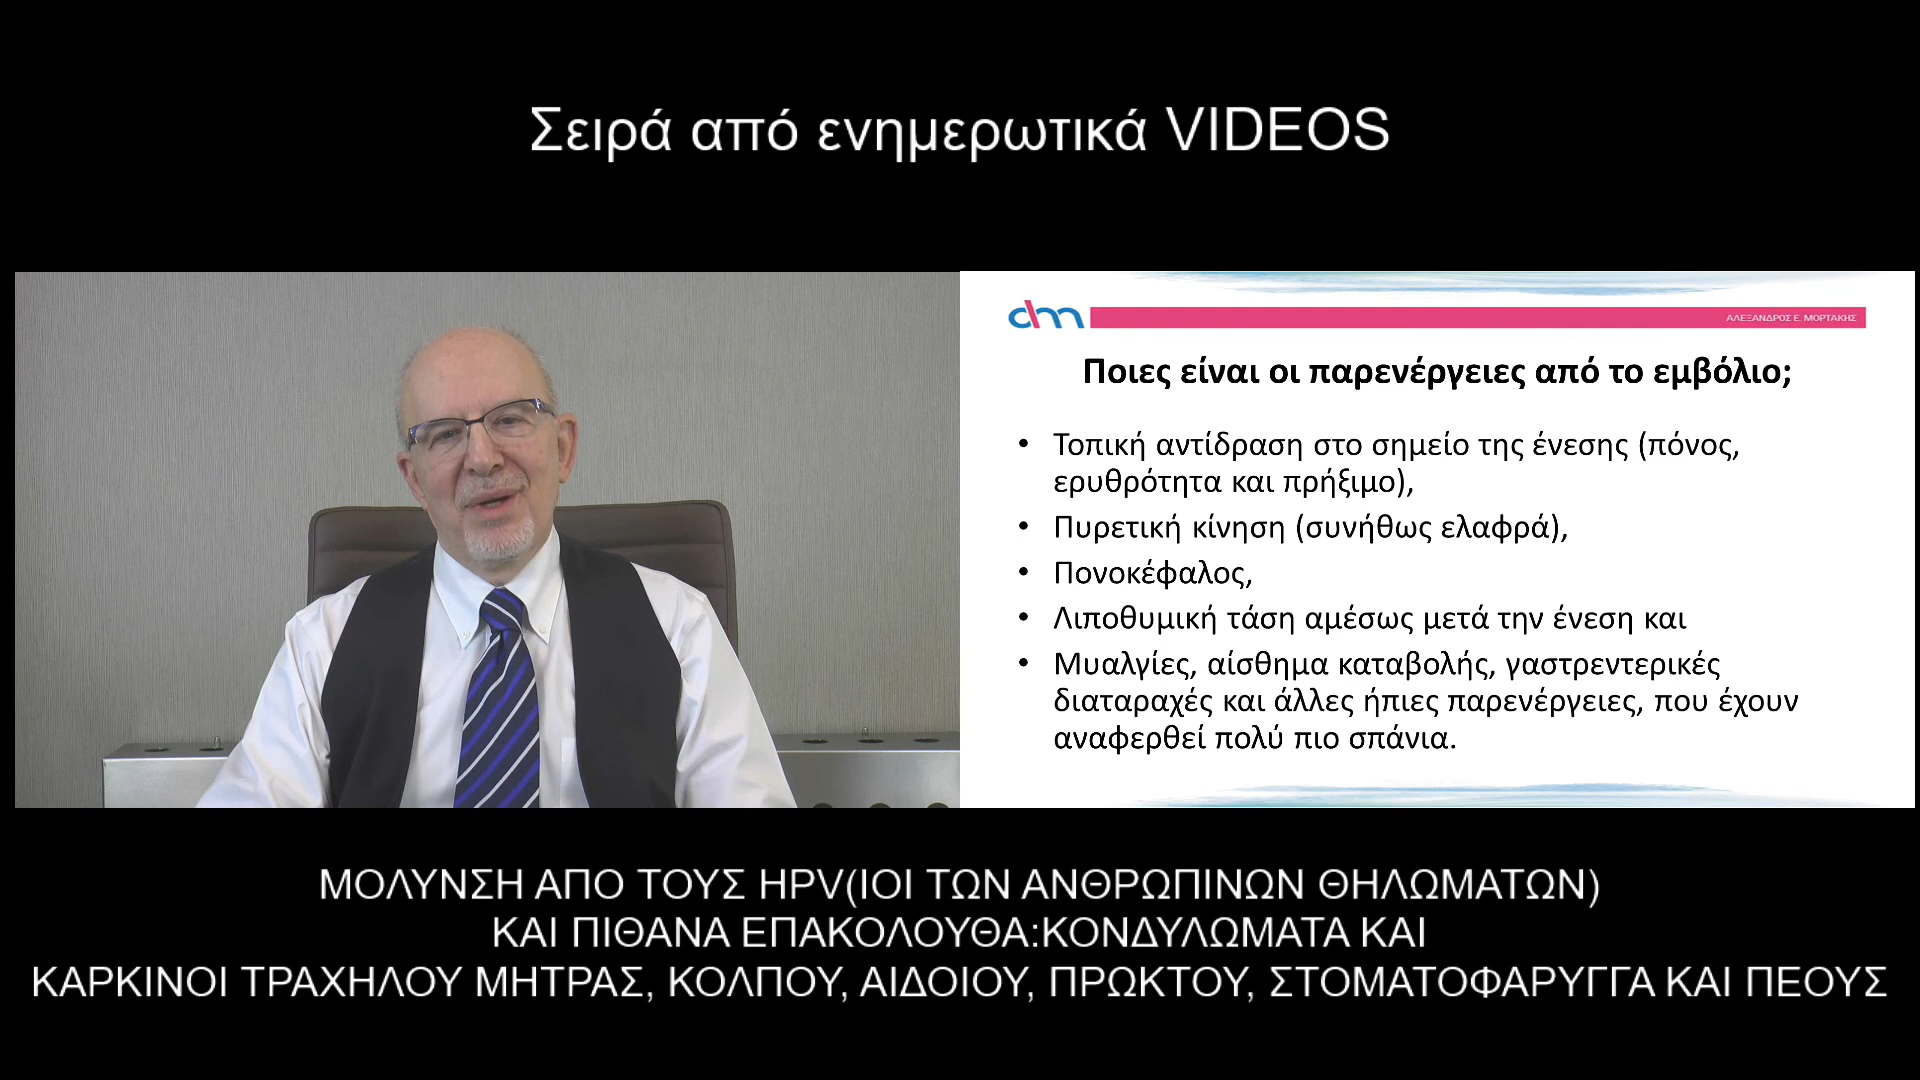 Σειρά από ενημερωτικά VIDEOS
dm
ΑΛΕΞΑΝΔΡΟΣ Ε. ΜΟΡΤΑΚΗΣ
Ποιες είναι οι παρενέργειες από το εμβόλιο;
• Τοπική αντίδραση στο σημείο της ένεσης (πόνος,
ερυθρότητα και πρήξιμο),
• Πυρετική κίνηση (συνήθως ελαφρά),
• Πονοκέφαλος,
• Λιποθυμική τάση αμέσως μετά την ένεση και
• Μυαλγίες, αίσθημα καταβολής, γαστρεντερικές
διαταραχές και άλλες ήπιες παρενέργειες, που έχουν
αναφερθεί πολύ πιο σπάνια.
ΜΟΛΥΝΣΗ ΑΠΟ ΤΟΥΣ HPV(ΙΟΙ ΤΩΝ ΑΝΘΡΩΠΙΝΩΝ ΘΗΛΩΜΑΤΩΝ)
ΚΑΙ ΠΙΘΑΝΑ ΕΠΑΚΟΛΟΥΘΑ:ΚΟΝΔΥΛΩΜΑΤΑ ΚΑΙ
ΚΑΡΚΙΝΟΙ ΤΡΑΧΗΛΟΥ ΜΗΤΡΑΣ, ΚΟΛΠΟΥ, ΑΙΔΟΙΟΥ, ΠΡΩΚΤΟΥ, ΣΤΟΜΑΤΟΦΑΡΥΓΓΑ ΚΑΙ ΠΕΟΥΣ